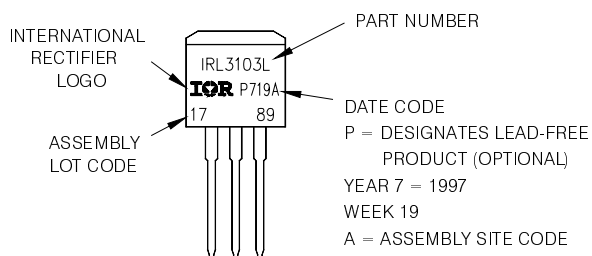 PART NUMBER
INTERNATIONAL
RECTIFIER
LOGO
IRL3103L
IOR P719A
17 89
ASSEMBLY
LOT CODE
DATE CODE
P = DESIGNATES LEAD-FREE
PRODUCT (OPTIONAL)
YEAR 7 = 1997
WEEK 19
A = ASSEMBLY SITE CODE